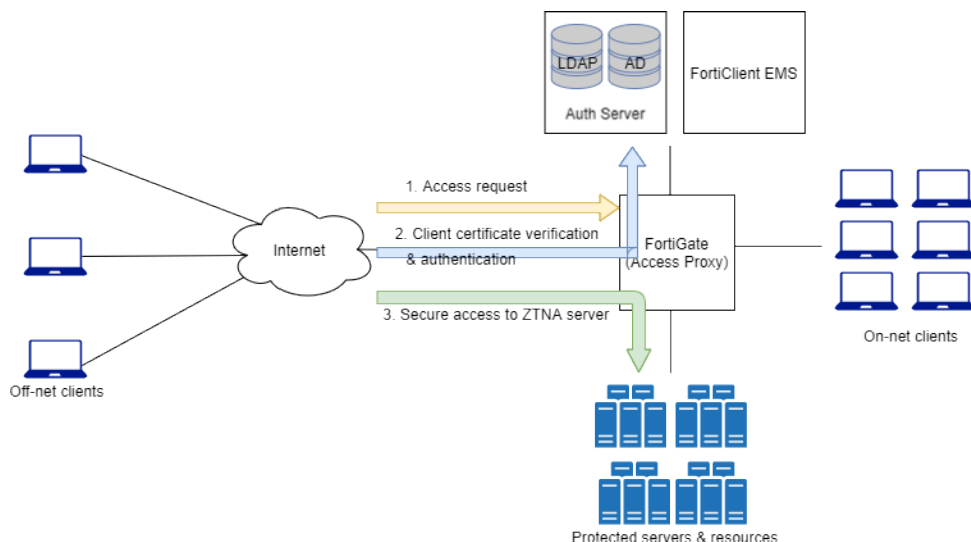 LDAP
AD
Auth Server
FortiClient EMS
1. Access request
2. Client certificate verification
& authentication
Internet
FortiGate
(Access Proxy)
3. Secure access to ZTNA server
On-net clients
Off-net clients
Protected servers & resources